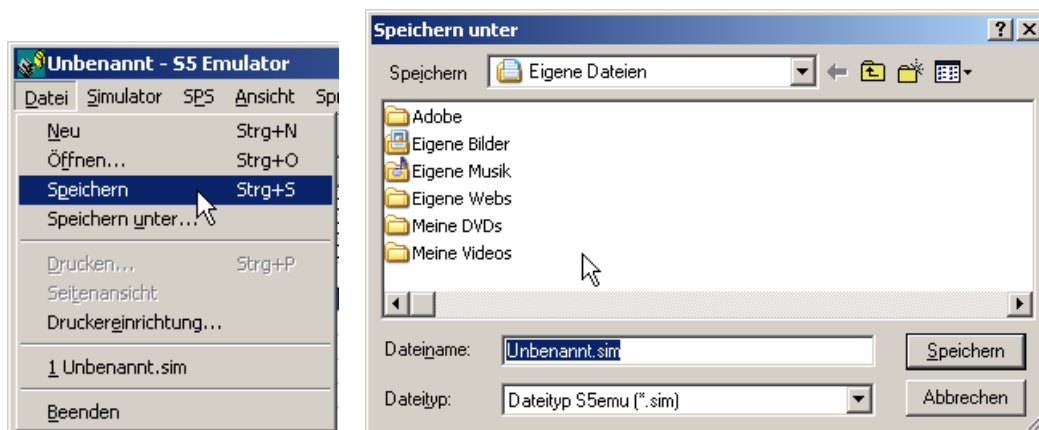 Unbenannt - S5 Emulator
Datei Simulator SPS Ansicht
Neu Strg+N
Öffnen... Strg+O
Speichern Strg+S
Speichern unter...
Drucken... Strg+P
Seitenansicht
Druckereinrichtung...
1 Unbenannt.sim
Beenden
Speichern unter
Speichern Eigene Dateien
Adobe
Eigene Bilder
Eigene Musik
Eigene Webs
Meine DVDs
Meine Videos
Dateiname: Unbenannt.sim Speichern
Dateityp: Dateityp S5emu (*.sim) Abbrechen